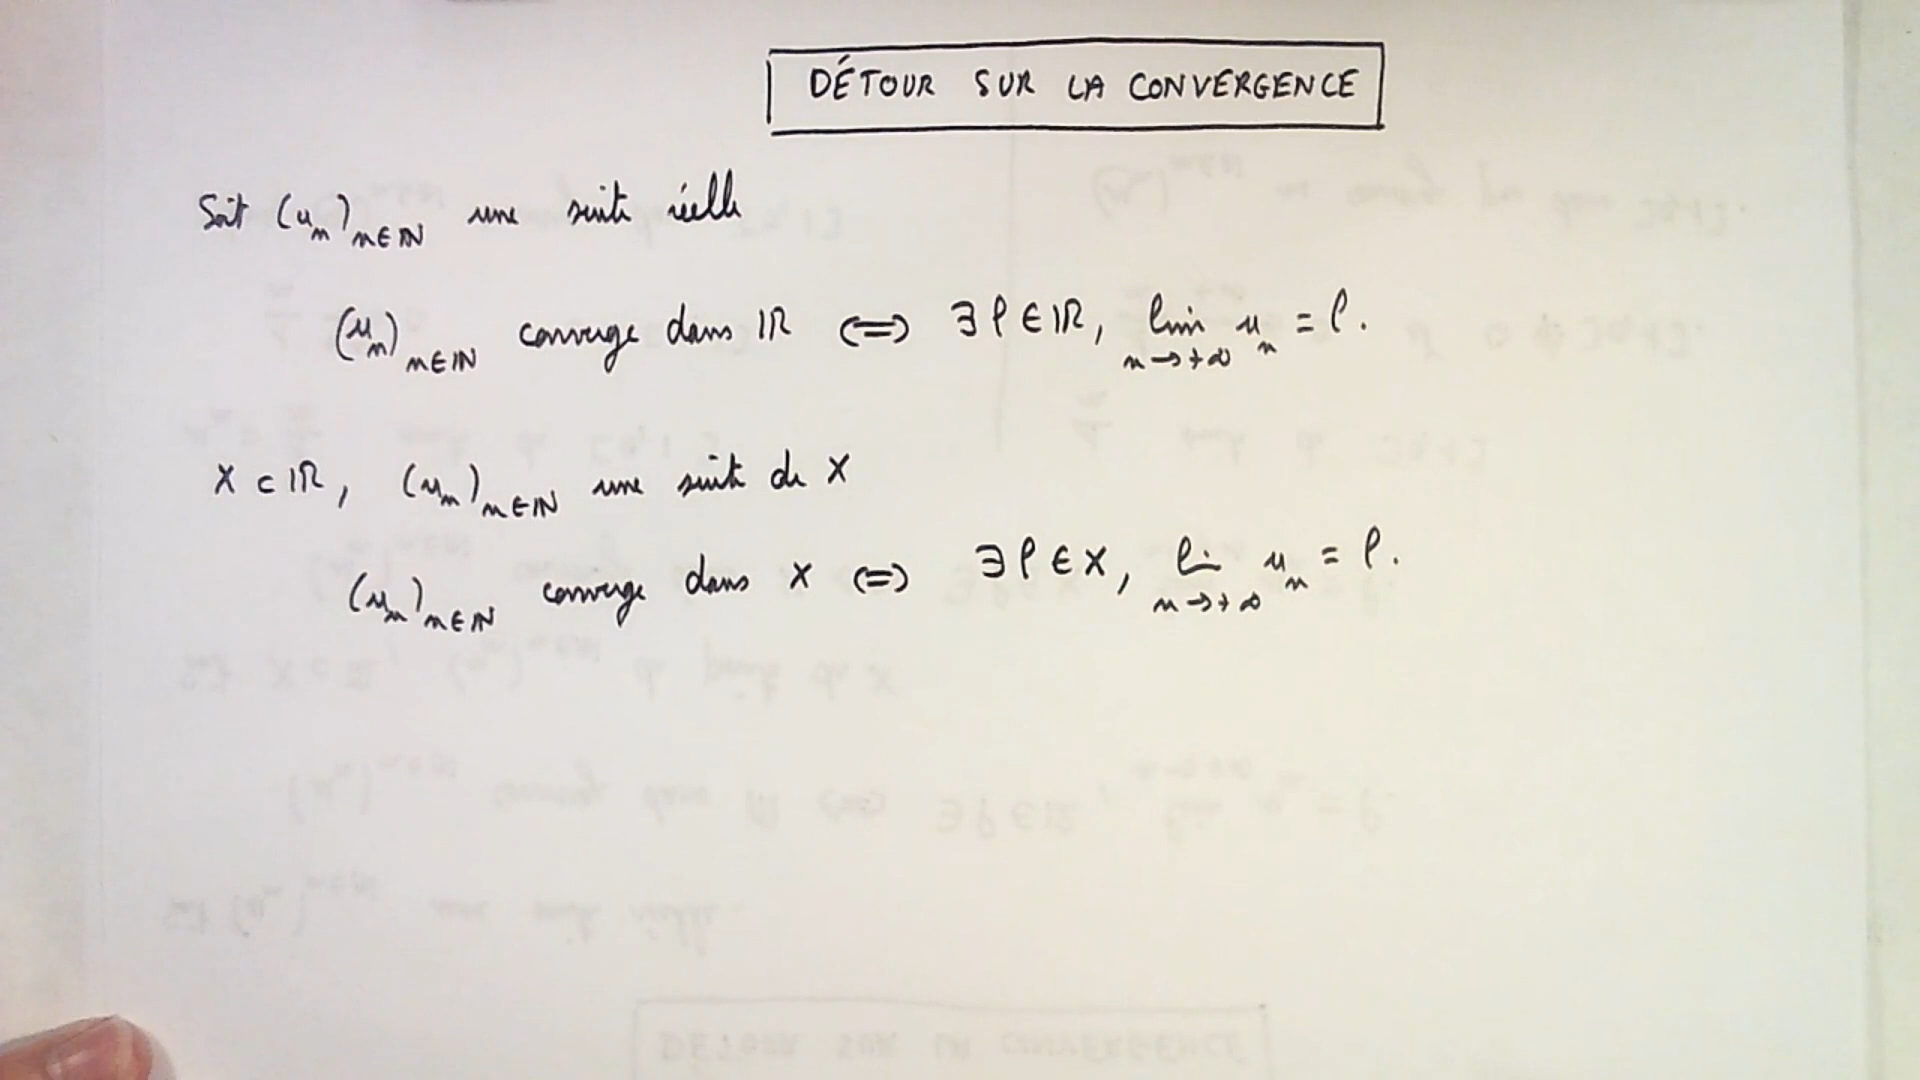 DÉTOUR SUR LA CONVERGENCE
Soit (u_n)_{n∈ℕ} une suite réelle
(u_n)_{n∈ℕ} converge dans ℝ ⟺ ∃ ℓ ∈ ℝ, lim_{n→+∞} u_n = ℓ.
X ⊂ ℝ, (u_n)_{n∈ℕ} une suite de X
(u_n)_{n∈ℕ} converge dans X ⟺ ∃ ℓ ∈ X, lim_{n→+∞} u_n = ℓ.